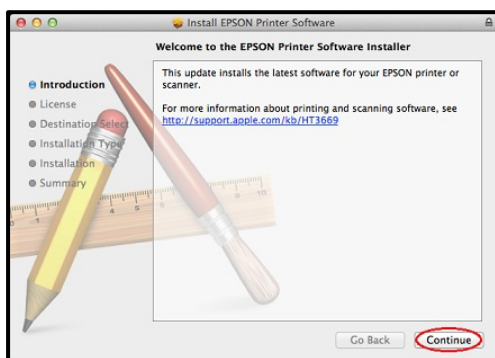 Install EPSON Printer Software
Welcome to the EPSON Printer Software Installer
Introduction
License
Destination Select
Installation Type
Installation
Summary
This update installs the latest software for your EPSON printer or
scanner.
For more information about printing and scanning software, see
http://support.apple.com/kb/HT3669
Go Back
Continue